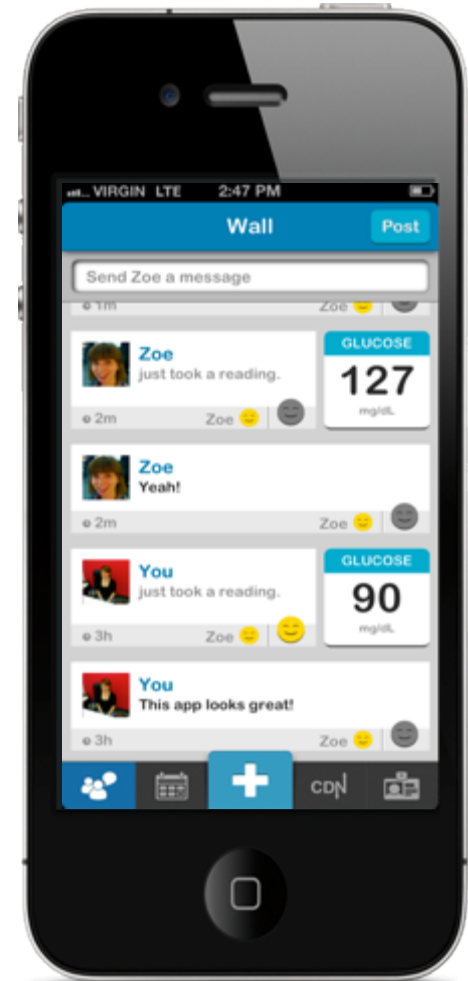 VIRGIN LTE 2:47 PM
Wall
Post
Send Zoe a message
1m
Zoe
Zoe
just took a reading.
2m
Zoe
GLUCOSE
127
mg/dL
Zoe
Yeah!
2m
Zoe
You
just took a reading.
3h
Zoe
GLUCOSE
90
mg/dL
You
This app looks great!
3h
Zoe
CDN